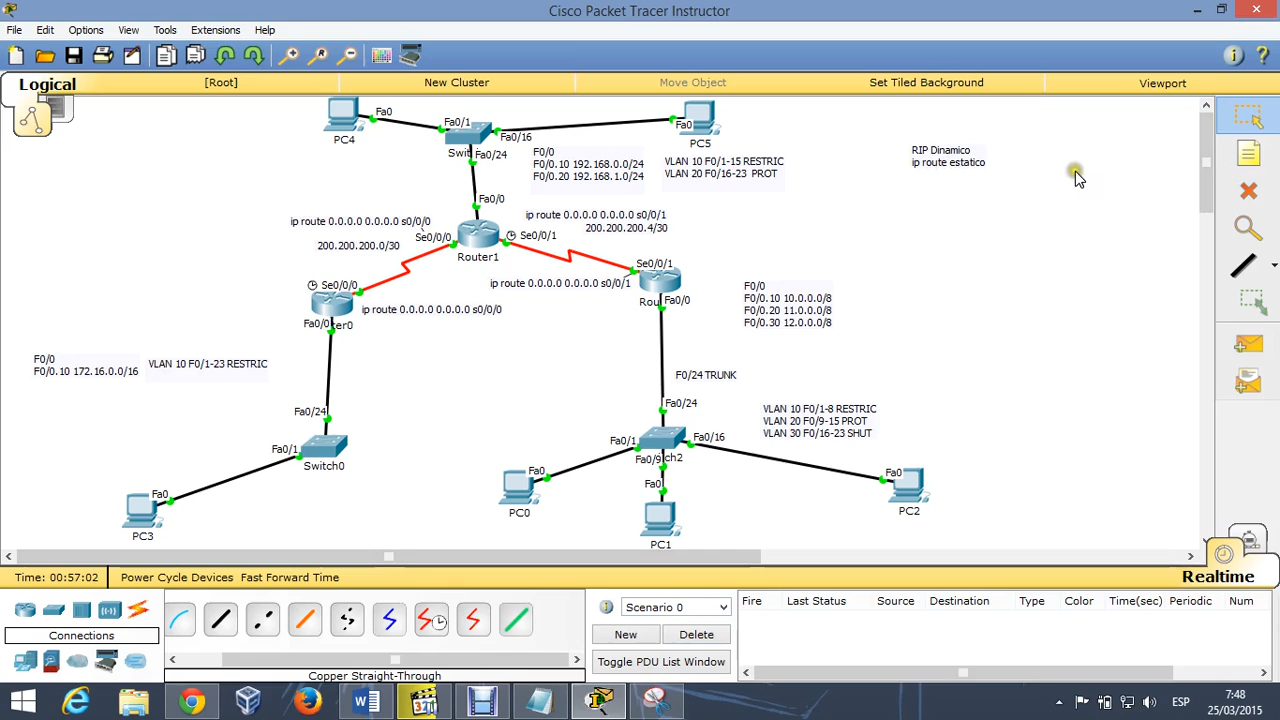 Cisco Packet Tracer Instructor
File Edit Options View Tools Extensions Help
Logical
[Root]
New Cluster
Move Object
Set Tiled Background
Viewport
PC4
Fa0
Fa0/1
Fa0/16
Fa0
PC5
Swit
Fa0/24
F0/0
F0/0.10 192.168.0.0/24
F0/0.20 192.168.1.0/24
VLAN 10 F0/1-15 RESTRIC
VLAN 20 F0/16-23 PROT
RIP Dinamico
ip route estatico
Fa0/0
ip route 0.0.0.0 0.0.0.0 s0/0/0
Se0/0/0
200.200.200.0/30
Router1
Se0/0/1
ip route 0.0.0.0 0.0.0.0 s0/0/1
200.200.200.4/30
Se0/0/1
ip route 0.0.0.0 0.0.0.0 s0/0/1
Rou
Fa0/0
F0/0
F0/0.10 10.0.0.0/8
F0/0.20 11.0.0.0/8
F0/0.30 12.0.0.0/8
Se0/0/0
Fa0/0
ter0
ip route 0.0.0.0 0.0.0.0 s0/0/0
F0/0
F0/0.10 172.16.0.0/16
VLAN 10 F0/1-23 RESTRIC
F0/24 TRUNK
Fa0/24
Fa0/24
VLAN 10 F0/1-8 RESTRIC
VLAN 20 F0/9-15 PROT
VLAN 30 F0/16-23 SHUT
Fa0/1
Switch0
Fa0/1
Fa0/16
Fa0/9
tch2
Fa0
PC3
Fa0
PC0
Fa0
PC1
Fa0
PC2
Realtime
Time: 00:57:02 Power Cycle Devices Fast Forward Time
Connections
Copper Straight-Through
Scenario 0
New
Delete
Toggle PDU List Window
Fire Last Status Source Destination Type Color Time(sec) Periodic Num
ESP
7:48
25/03/2015